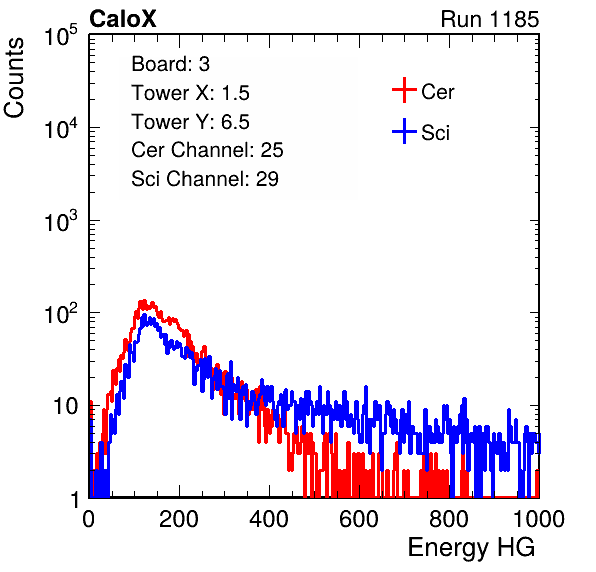 CaloX Run 1185
Counts
Board: 3
Tower X: 1.5
Tower Y: 6.5
Cer Channel: 25
Sci Channel: 29
Cer
Sci
10^5
10^4
10^3
10^2
10
1
0 200 400 600 800 1000
Energy HG